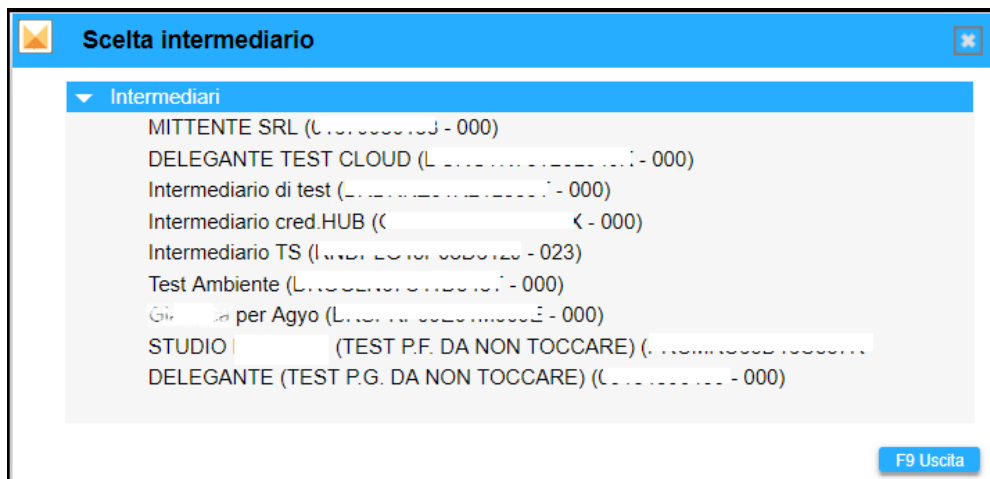 Scelta intermediario
Intermediari
MITTENTE SRL ( - 000)
DELEGANTE TEST CLOUD ( - 000)
Intermediario di test ( - 000)
Intermediario cred.HUB ( - 000)
Intermediario TS ( - 023)
Test Ambiente ( - 000)
per Agyo ( - 000)
STUDIO (TEST P.F. DA NON TOCCARE) (
DELEGANTE (TEST P.G. DA NON TOCCARE) (( - 000)
F9 Uscita